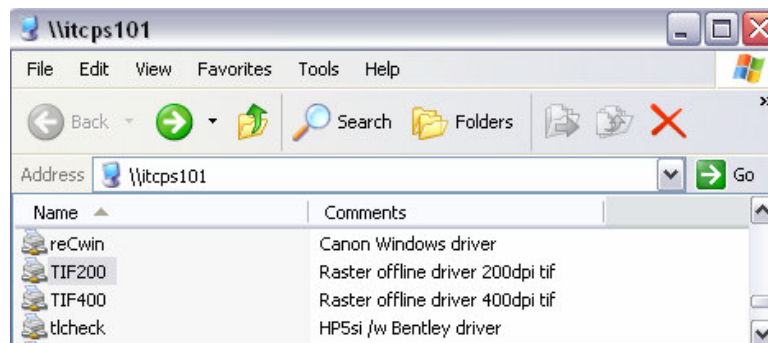 \\itcps101
File Edit View Favorites Tools Help
Back Search Folders
Address \\itcps101 Go
Name Comments
reCwin Canon Windows driver
TIF200 Raster offline driver 200dpi tif
TIF400 Raster offline driver 400dpi tif
tlcheck HP5si /w Bentley driver